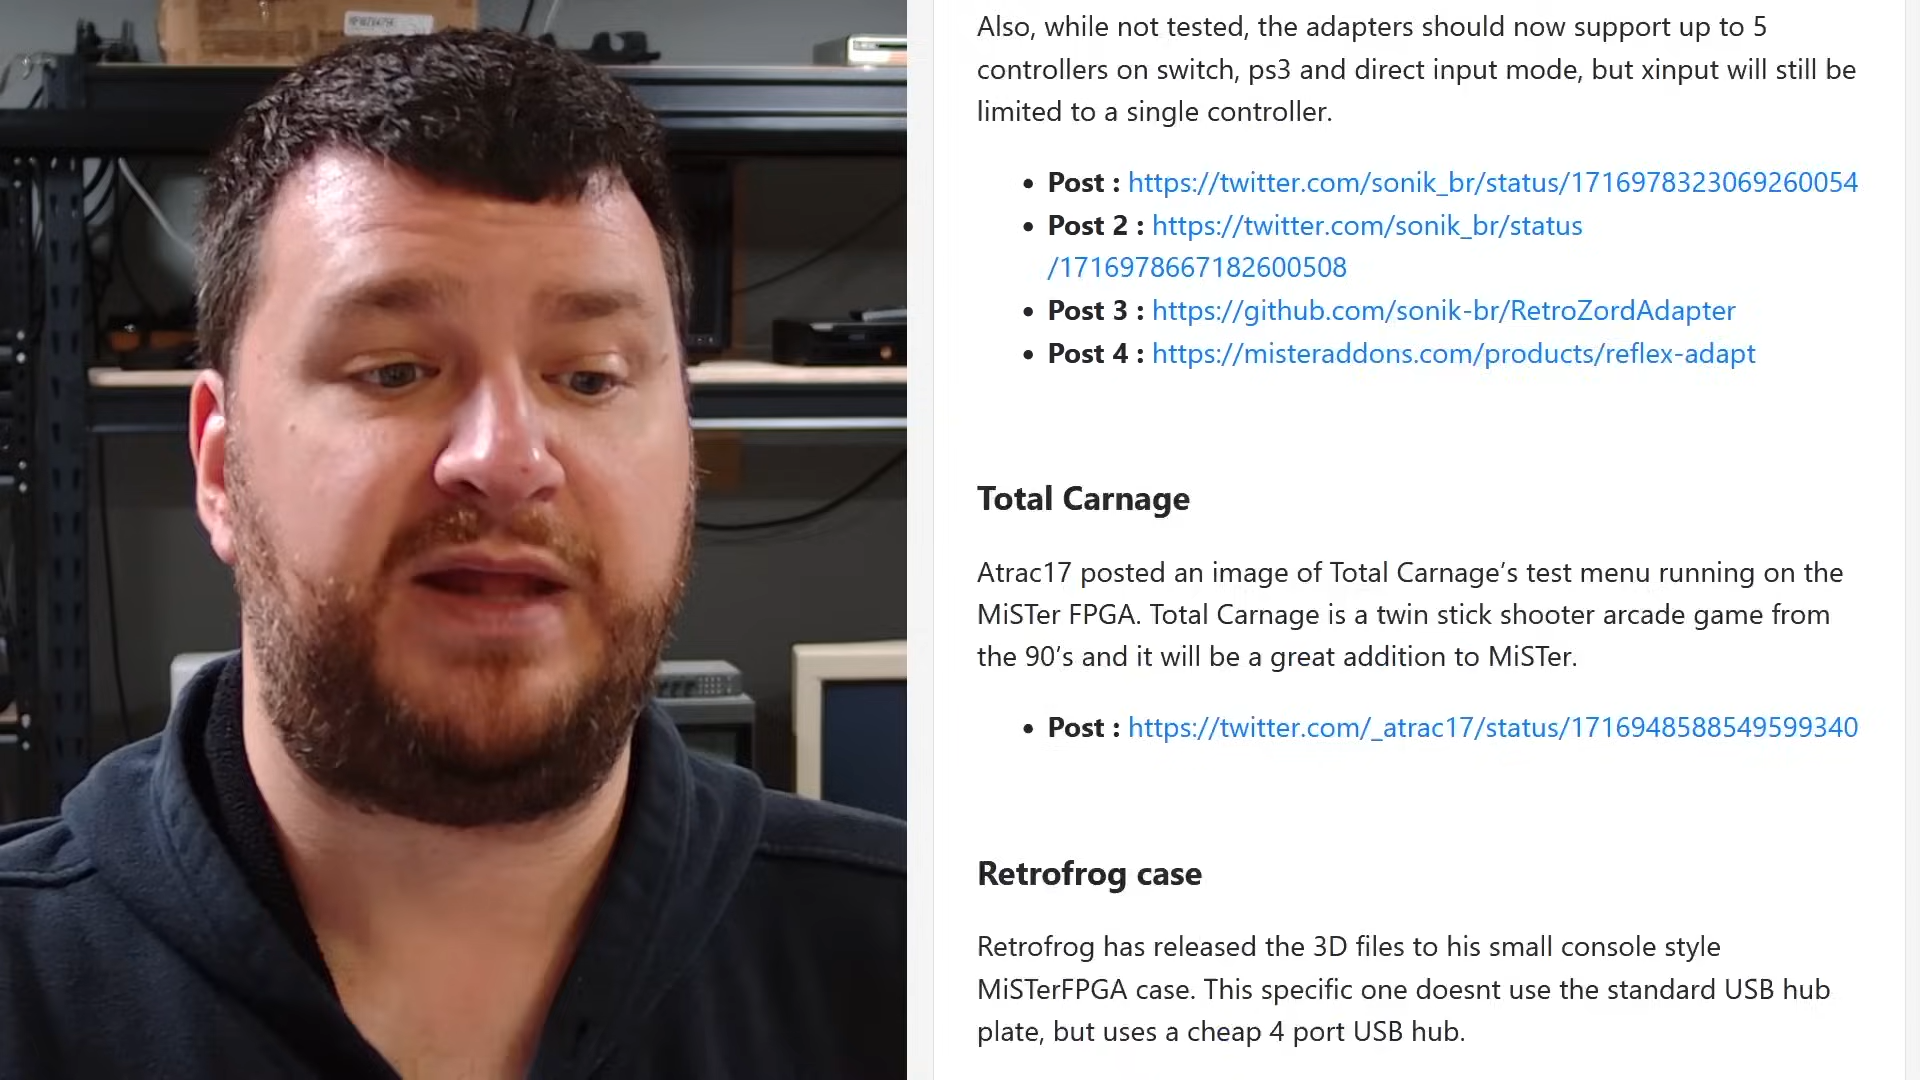 Also, while not tested, the adapters should now support up to 5
controllers on switch, ps3 and direct input mode, but xinput will still be
limited to a single controller.
• Post : https://twitter.com/sonik_br/status/1716978323069260054
• Post 2 : https://twitter.com/sonik_br/status
/1716978667182600508
• Post 3 : https://github.com/sonik-br/RetroZordAdapter
• Post 4 : https://misteraddons.com/products/reflex-adapt
Total Carnage
Atrac17 posted an image of Total Carnage’s test menu running on the
MiSTer FPGA. Total Carnage is a twin stick shooter arcade game from
the 90’s and it will be a great addition to MiSTer.
• Post : https://twitter.com/_atrac17/status/1716948588549599340
Retrofrog case
Retrofrog has released the 3D files to his small console style
MiSTerFPGA case. This specific one doesnt use the standard USB hub
plate, but uses a cheap 4 port USB hub.